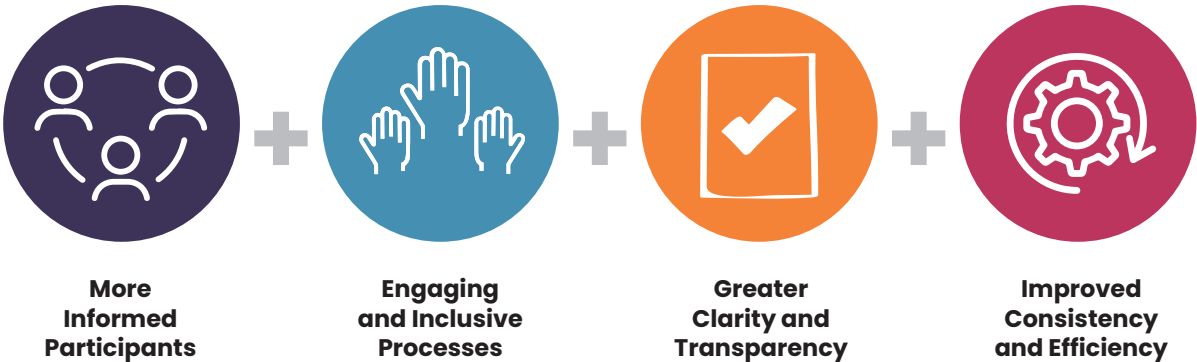 More
Informed
Participants
Engaging
and Inclusive
Processes
Greater
Clarity and
Transparency
Improved
Consistency
and Efficiency